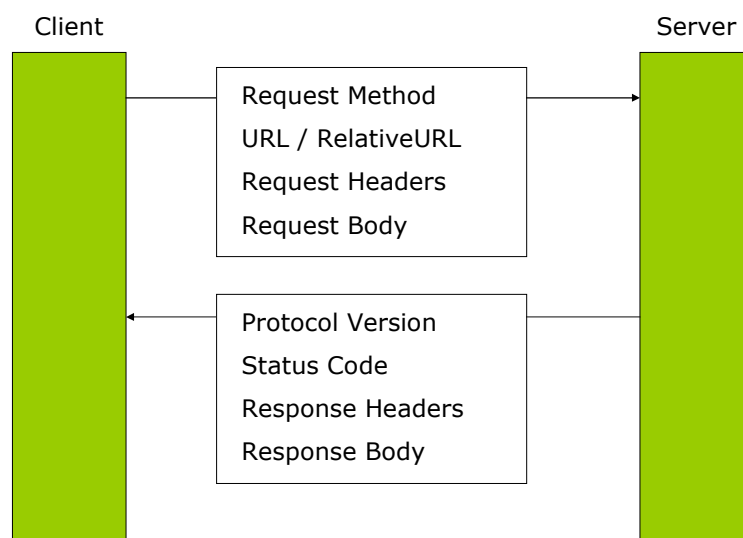 Client
Server
Request Method
URL / RelativeURL
Request Headers
Request Body
Protocol Version
Status Code
Response Headers
Response Body